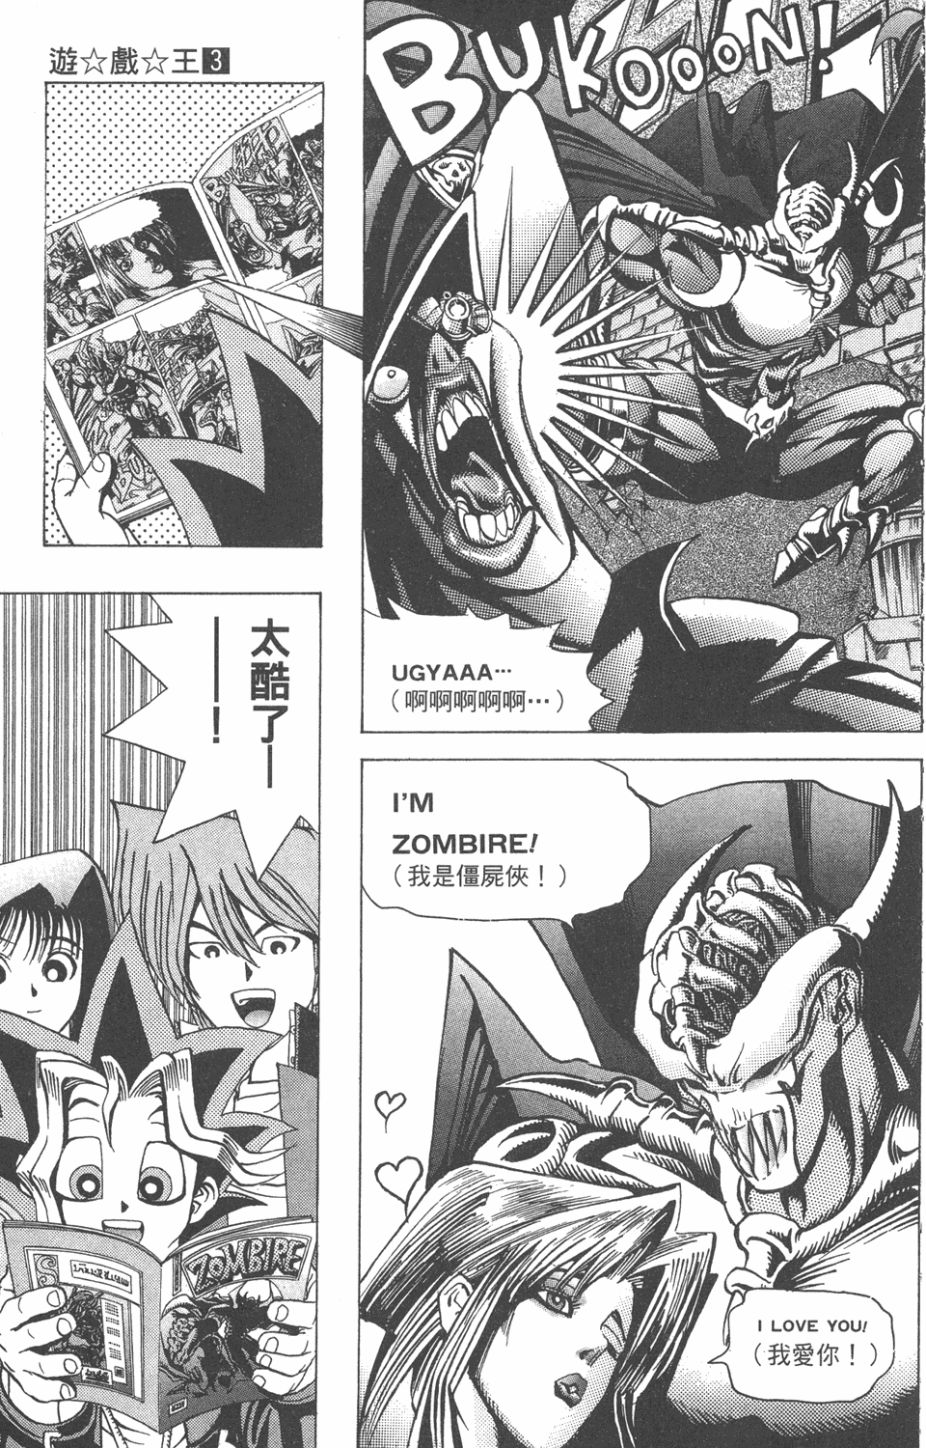 遊☆戲☆王3
BUKOOON!
UGYAAA…
（啊啊啊啊啊…）
I'M
ZOMBIRE!
（我是僵屍俠！）
I LOVE YOU!
（我愛你！）
太酷了—
——！
ZOMBIRE